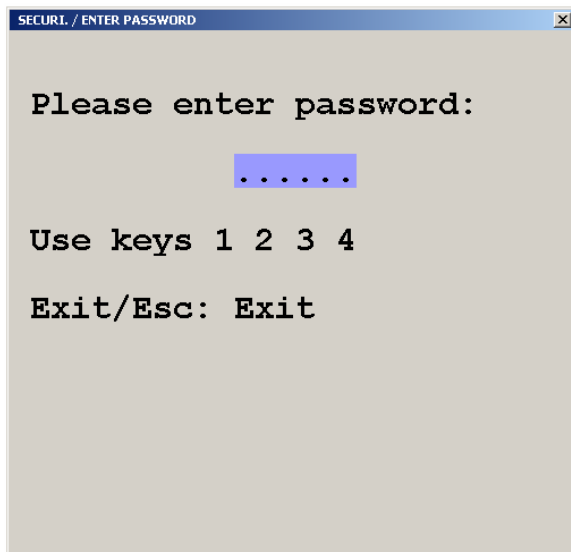 SECURI. / ENTER PASSWORD
Please enter password:
......
Use keys 1 2 3 4
Exit/Esc: Exit